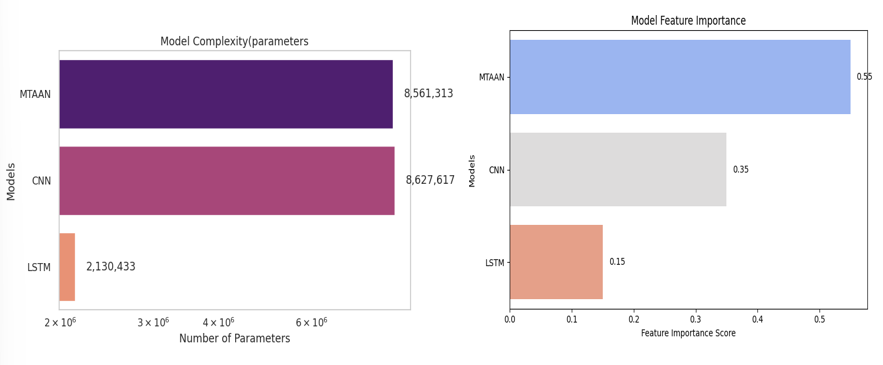 Model Complexity(parameters
Models
MTAAN
8,561,313
CNN
8,627,617
LSTM
2,130,433
2 × 10⁶
3 × 10⁶
4 × 10⁶
6 × 10⁶
Number of Parameters
Model Feature Importance
Models
MTAAN
0.55
CNN
0.35
LSTM
0.15
0.0
0.1
0.2
0.3
0.4
0.5
Feature Importance Score